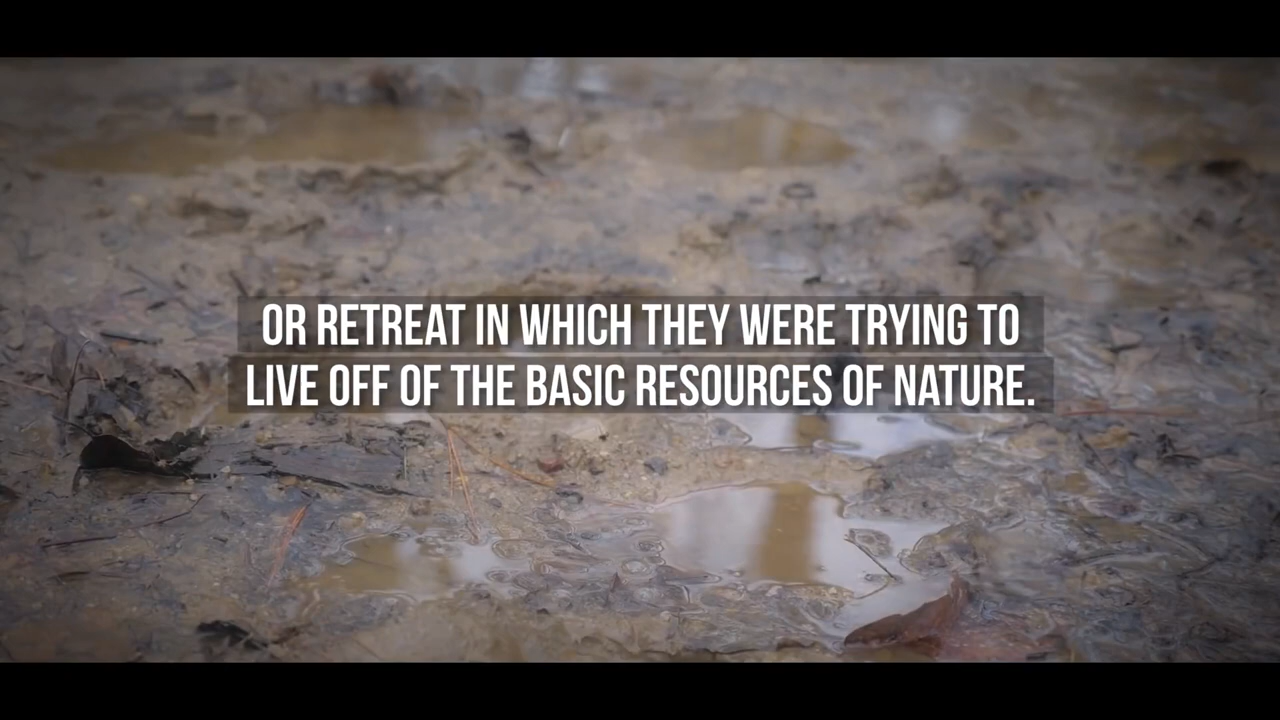 OR RETREAT IN WHICH THEY WERE TRYING TO
LIVE OFF OF THE BASIC RESOURCES OF NATURE.